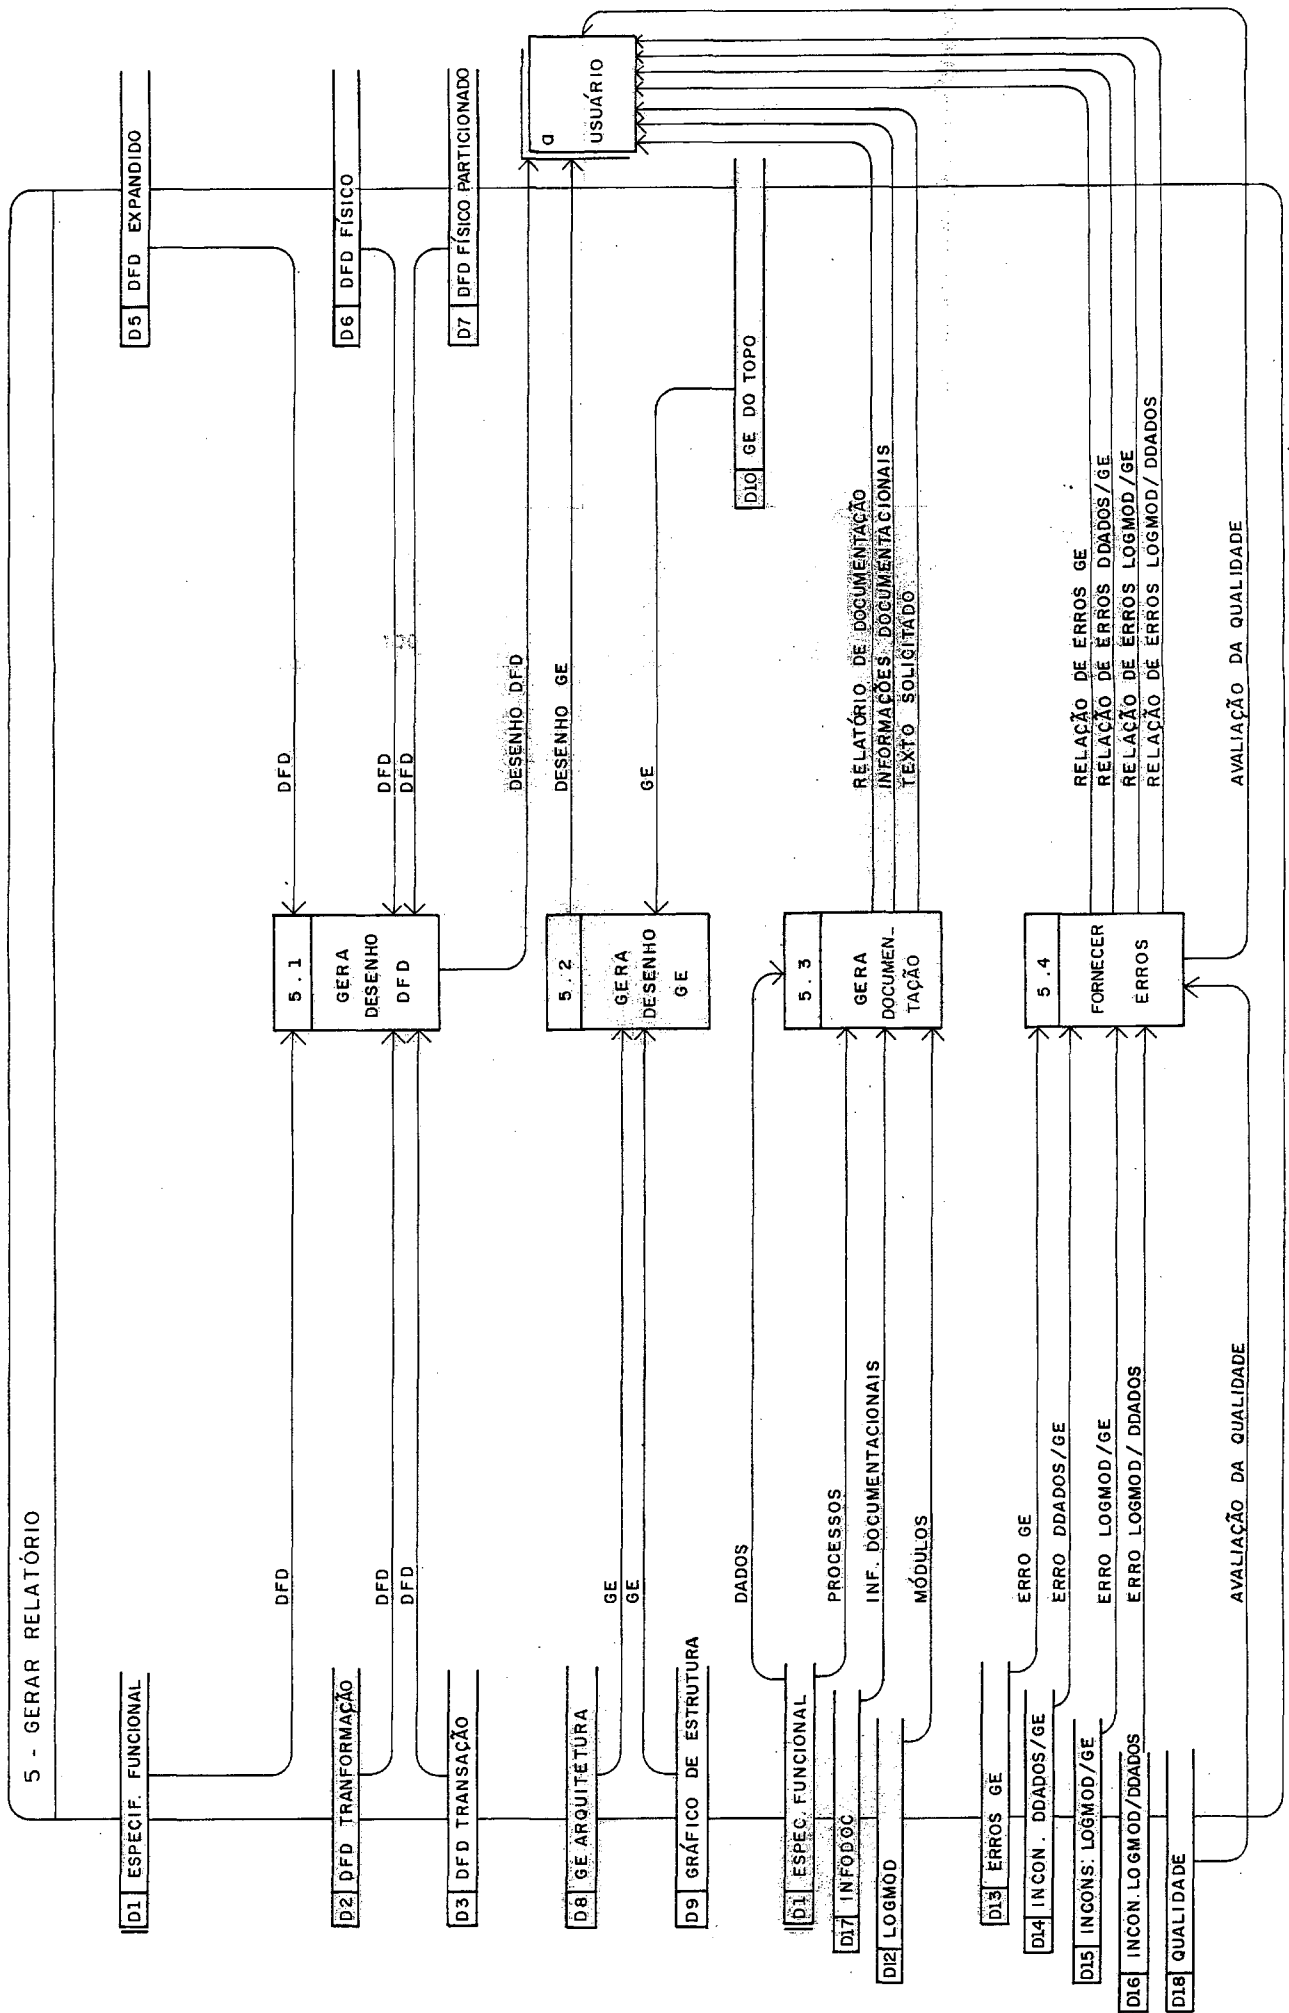 5 - GERAR RELATÓRIO
D1 ESPECIF. FUNCIONAL
DFD
DFD
D5 DFD EXPANDIDO
D2 DFD TRANFORMAÇÃO
DFD
DFD
D6 DFD FÍSICO
D3 DFD TRANSAÇÃO
DFD
DFD
D7 DFD FÍSICO PARTICIONADO
5.1
GERA
DESENHO
DFD
DESENHO DFD
a
USUÁRIO
D8 GE ARQUITETURA
GE
GE
D9 GRÁFICO DE ESTRUTURA
5.2
GERA
DESENHO
GE
DESENHO GE
GE
D10 GE DO TOPO
DADOS
D1 ESPEC. FUNCIONAL
PROCESSOS
D17 INFODOC
INF. DOCUMENTACIONAIS
D12 LOGMOD
MÓDULOS
5.3
GERA
DOCUMEN_
TAÇÃO
RELATÓRIO DE DOCUMENTAÇÃO
INFORMAÇÕES DOCUMENTACIONAIS
TEXTO SOLICITADO
D13 ERROS GE
ERRO GE
D14 INCON. DDADOS/GE
ERRO DDADOS/GE
D15 INCONS. LOGMOD/GE
ERRO LOGMOD/GE
D16 INCON. LOGMOD/DDADOS
ERRO LOGMOD/ DDADOS
D18 QUALIDADE
AVALIAÇÃO DA QUALIDADE
5.4
FORNECER
ERROS
RELAÇÃO DE ERROS GE
RELAÇÃO DE ERROS DDADOS/GE
RELAÇÃO DE ERROS LOGMOD/GE
RELAÇÃO DE ERROS LOGMOD/DDADOS
AVALIAÇÃO DA QUALIDADE